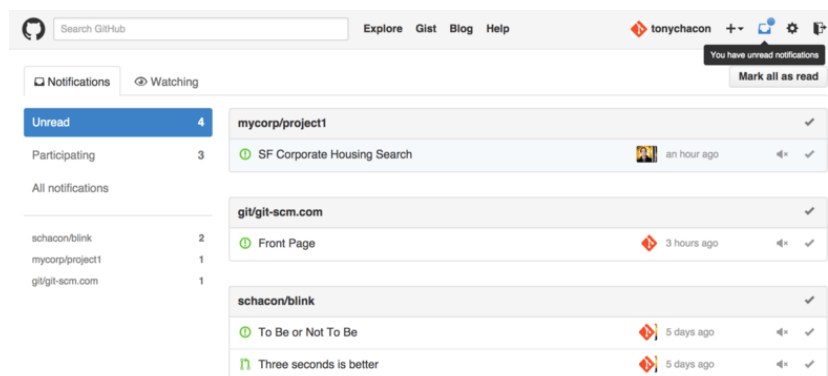 Search GitHub
Explore Gist Blog Help
tonychacon
You have unread notifications
Notifications
Watching
Mark all as read
Unread 4
Participating 3
All notifications
schacon/blink 2
mycorp/project1 1
git/git-scm.com 1
mycorp/project1
SF Corporate Housing Search an hour ago
git/git-scm.com
Front Page 3 hours ago
schacon/blink
To Be or Not To Be 5 days ago
Three seconds is better 5 days ago